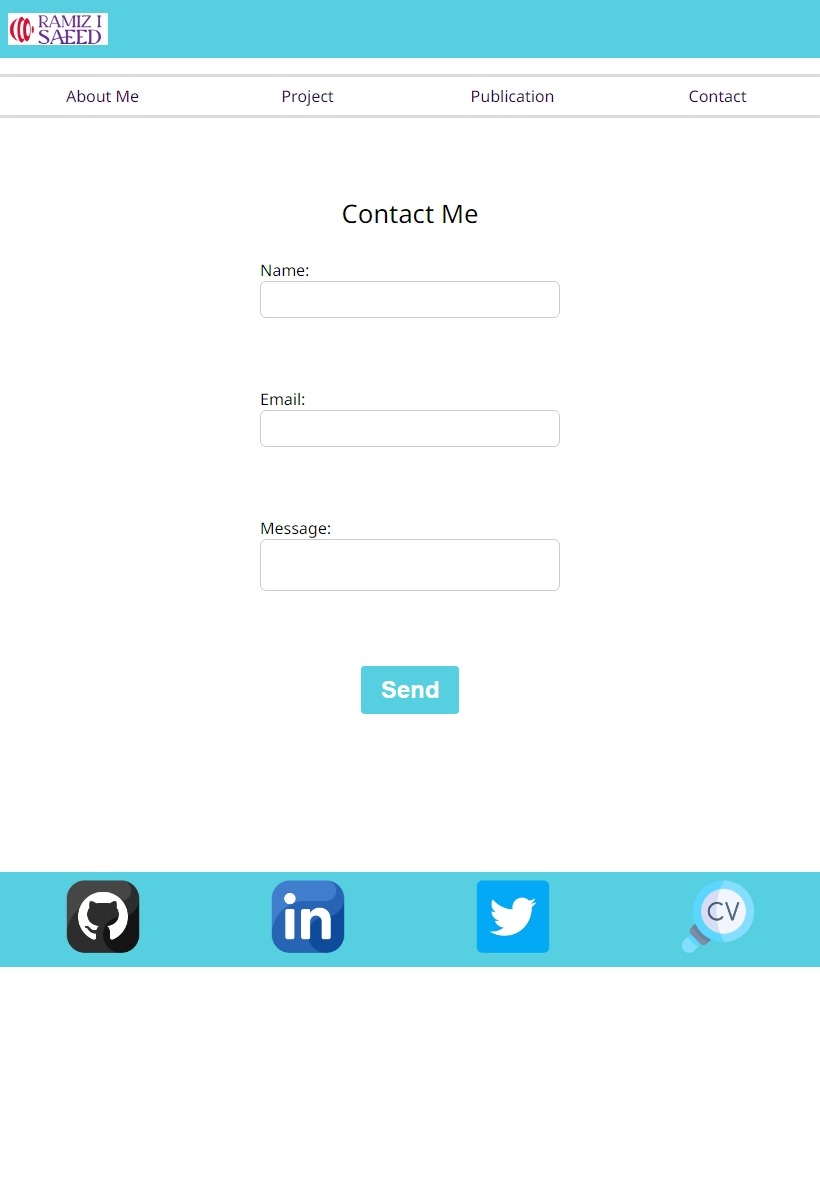 RAMIZ I
SAEED
About Me
Project
Publication
Contact
Contact Me
Name:
Email:
Message:
Send
in
CV